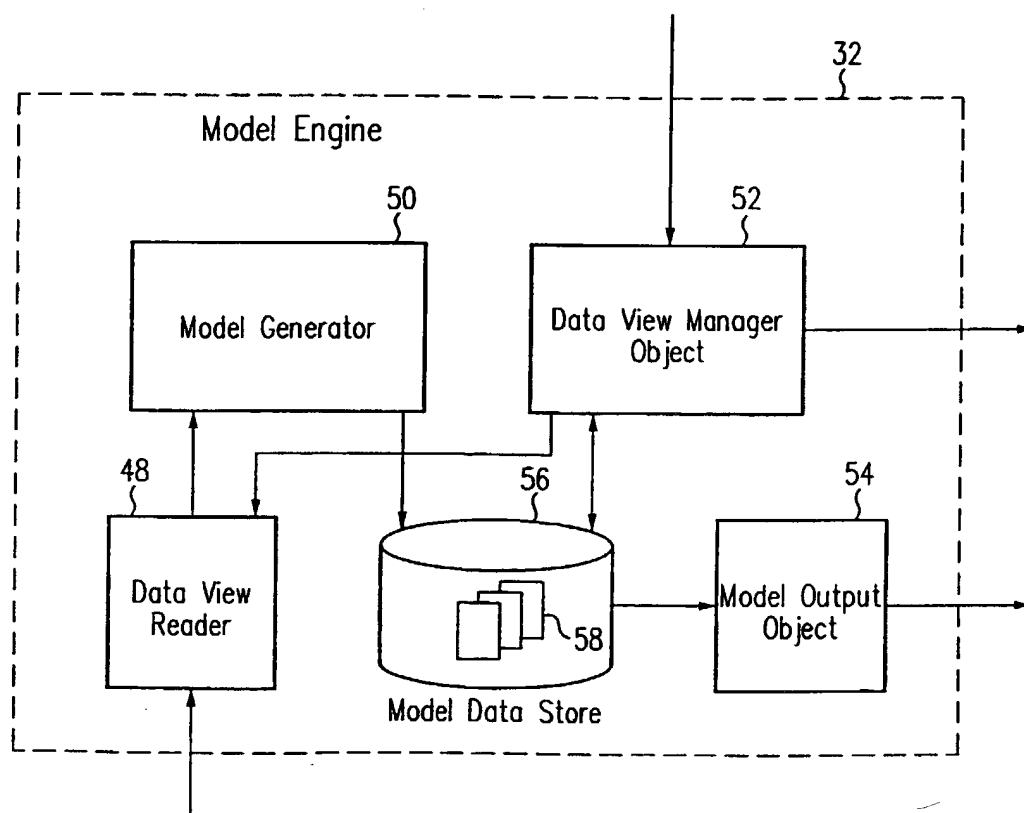 32
Model Engine
50
52
Model Generator
Data View Manager
Object
48
56
54
Data View
Reader
58
Model Output
Object
Model Data Store